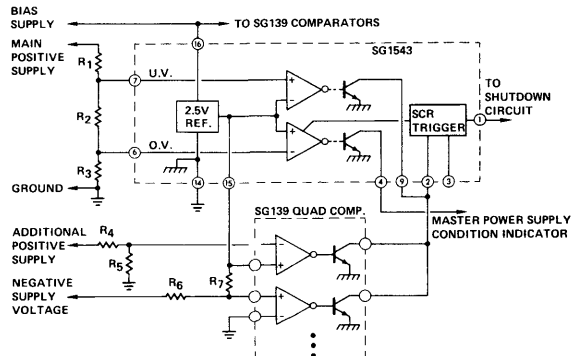 BIAS
SUPPLY
TO SG139 COMPARATORS
MAIN
POSITIVE
SUPPLY
16
SG1543
R1
7
U.V.
+
−
TO
SHUTDOWN
CIRCUIT
R2
2.5V
REF.
SCR
TRIGGER
1
6
O.V.
+
−
R3
GROUND
14
15
4
9
2
3
SG139 QUAD COMP.
MASTER POWER SUPPLY
CONDITION INDICATOR
ADDITIONAL
POSITIVE
SUPPLY
R4
R5
−
+
NEGATIVE
SUPPLY
VOLTAGE
R6
R7
+
−